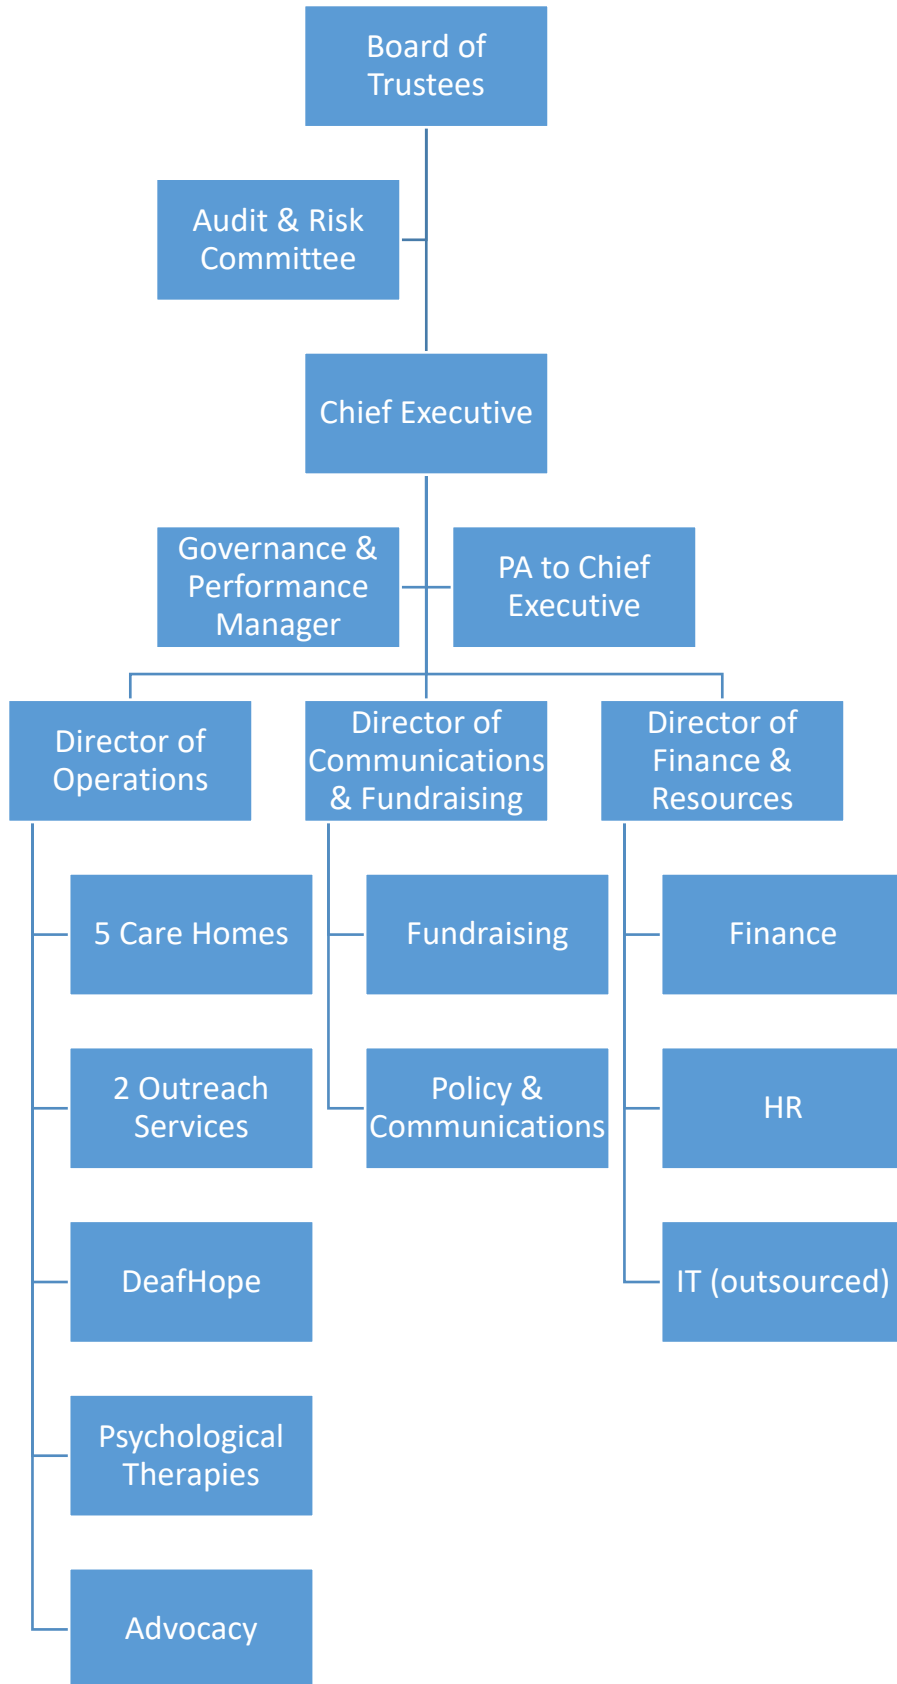 Board of
Trustees
Audit & Risk
Committee
Chief Executive
Governance &
Performance
Manager
PA to Chief
Executive
Director of
Operations
Director of
Communications
& Fundraising
Director of
Finance &
Resources
5 Care Homes
Fundraising
Finance
2 Outreach
Services
Policy &
Communications
HR
DeafHope
IT (outsourced)
Psychological
Therapies
Advocacy